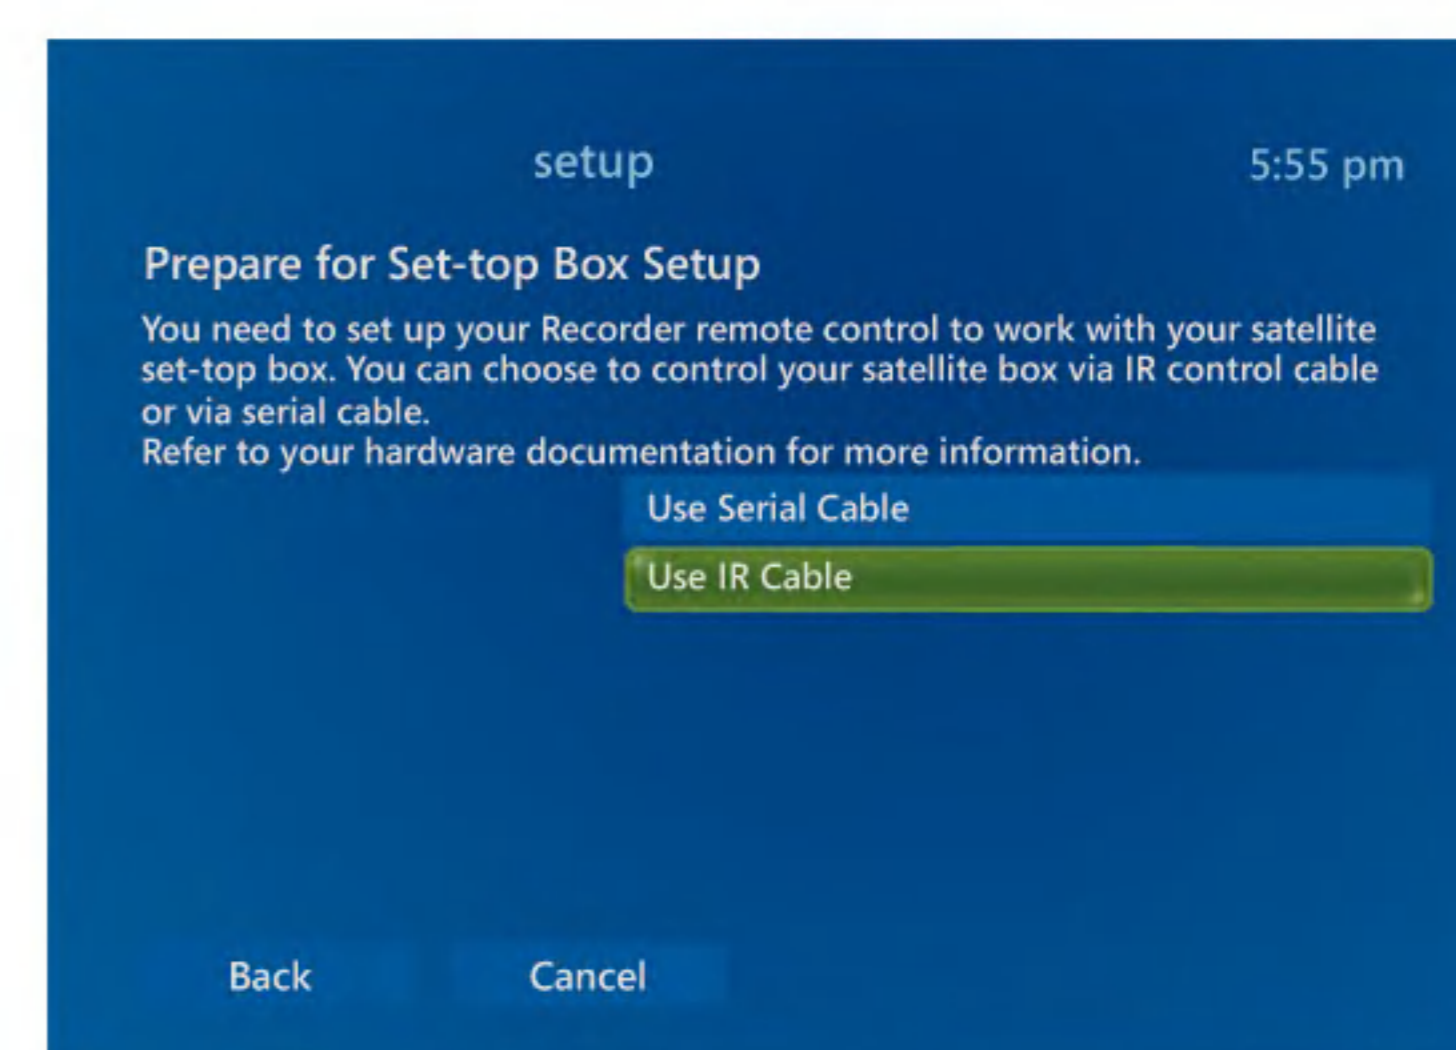 setup
5:55 pm
Prepare for Set-top Box Setup
You need to set up your Recorder remote control to work with your satellite
set-top box. You can choose to control your satellite box via IR control cable
or via serial cable.
Refer to your hardware documentation for more information.
Use Serial Cable
Use IR Cable
Back
Cancel